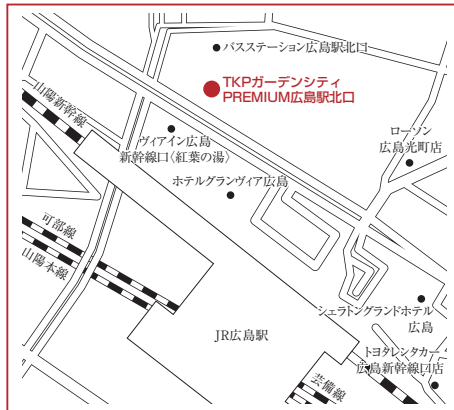 バスステーション広島駅北口
TKPガーデンシティ
PREMIUM広島駅北口
山陽新幹線
ヴィアイン広島
新幹線口〈紅葉の湯〉
ローソン
広島光町店
ホテルグランヴィア広島
可部線
山陽本線
シェラトングランドホテル
広島
JR広島駅
トヨタレンタカー
広島新幹線口店
芸備線